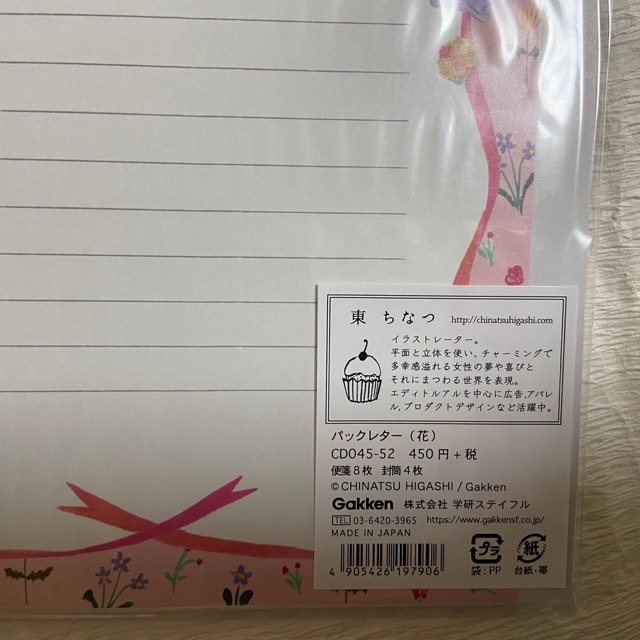 東 ちなつ http://chinatsuhigashi.com
イラストレーター。
平面と立体を使い、チャーミングで
多幸感溢れる女性の夢や喜びと
それにまつわる世界を表現。
エディトルアルを中心に広告,アパレ
ル,プロダクトデザインなど活躍中。
パックレター（花）
CD045-52 450円+税
便箋8枚 封筒4枚
©CHINATSU HIGASHI / Gakken
Gakken 株式会社 学研ステイフル
TEL 03-6420-3965 https://www.gakkensf.co.jp/
MADE IN JAPAN
4 905426 197906
プラ
袋:PP
紙
台紙・帯